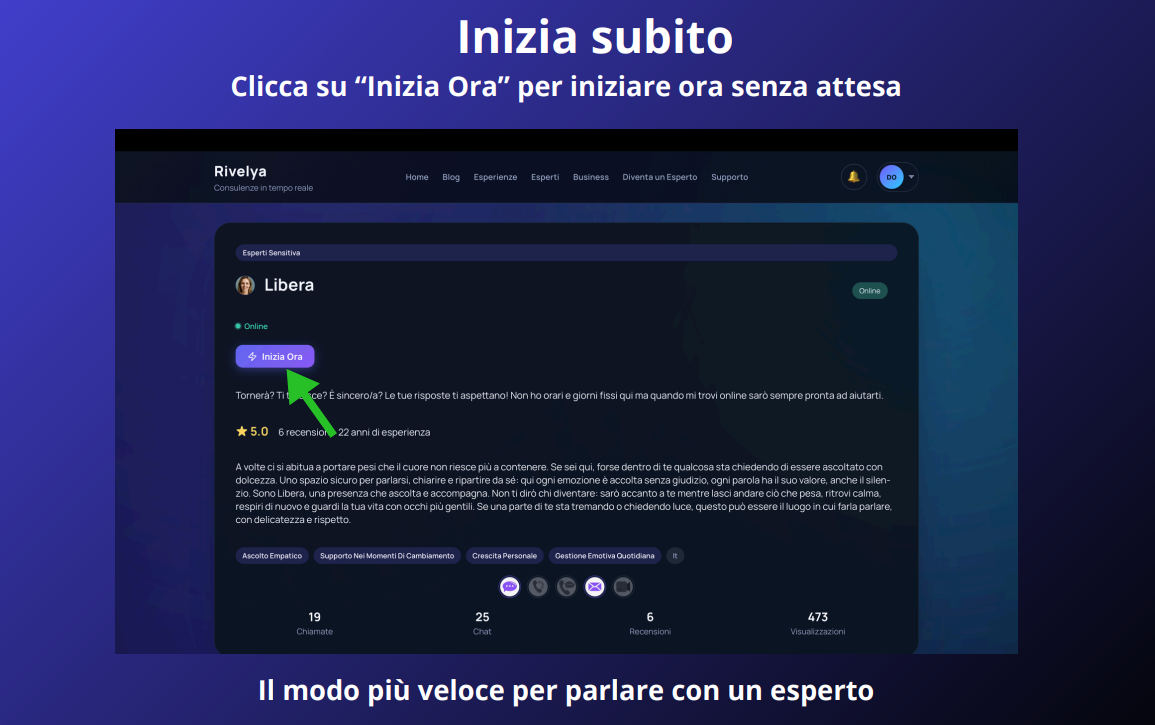 Inizia subito
Clicca su “Inizia Ora” per iniziare ora senza attesa
Rivelya
Consulenze in tempo reale
Home Blog Esperienze Esperti Business Diventa un Esperto Supporto
DO
Esperti Sensitiva
Libera
Online
Online
Inizia Ora
Tornerà? Ti È sincero/a? Le tue risposte ti aspettano! Non ho orari e giorni fissi qui ma quando mi trovi online sarò sempre pronta ad aiutarti.
5.0 6 recensioni 22 anni di esperienza
A volte ci si abitua a portare pesi che il cuore non riesce più a contenere. Se sei qui, forse dentro di te qualcosa sta chiedendo di essere ascoltato con
dolcezza. Uno spazio sicuro per parlarsi, chiarire e ripartire da sé: qui ogni emozione è accolta senza giudizio, ogni parola ha il suo valore, anche il silen-
zio. Sono Libera, una presenza che ascolta e accompagna. Non ti dirò chi diventare: sarò accanto a te mentre lasci andare ciò che pesa, ritrovi calma,
respiri di nuovo e guardi la tua vita con occhi più gentili. Se una parte di te sta tremando o chiedendo luce, questo può essere il luogo in cui farla parlare,
con delicatezza e rispetto.
Ascolto Empatico Supporto Nei Momenti Di Cambiamento Crescita Personale Gestione Emotiva Quotidiana It
19 25 6 473
Chiamate Chat Recensioni Visualizzazioni
Il modo più veloce per parlare con un esperto